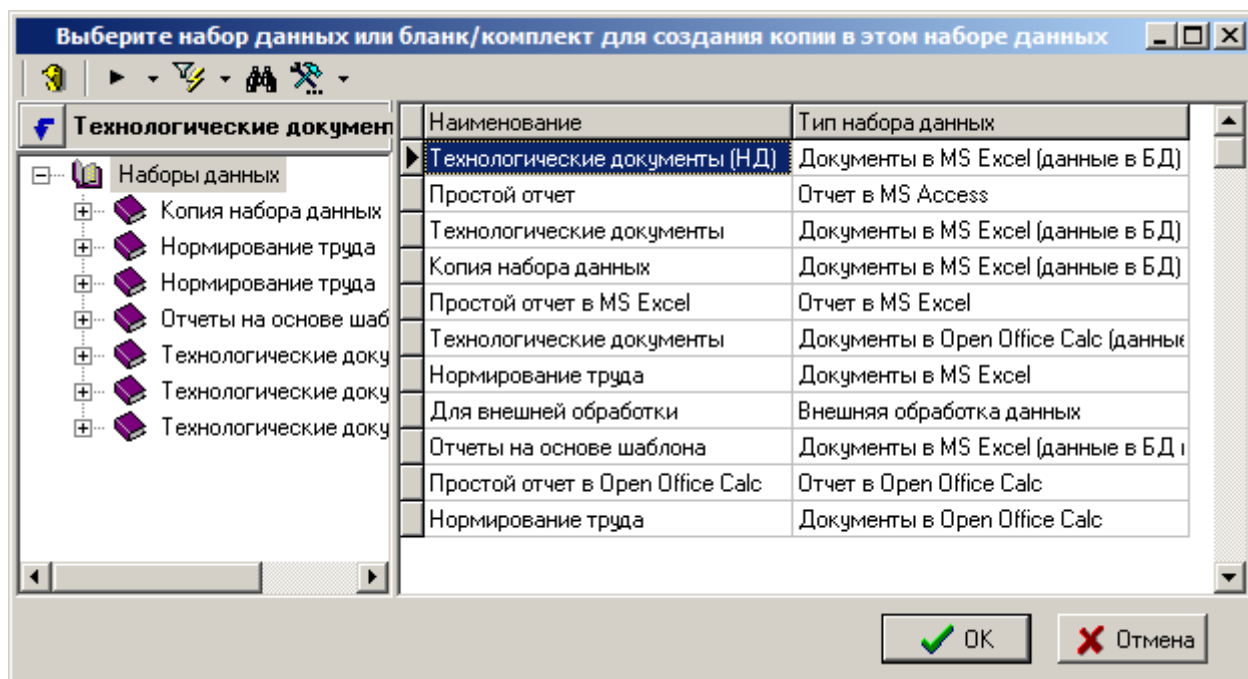 Выберите набор данных или бланк/комплект для создания копии в этом наборе данных
Технологические докумен
Наборы данных
Копия набора данных
Нормирование труда
Нормирование труда
Отчеты на основе шаб
Технологические доку
Технологические доку
Технологические доку
Наименование Тип набора данных
Технологические документы (НД) Документы в MS Excel (данные в БД)
Простой отчет Отчет в MS Access
Технологические документы Документы в MS Excel (данные в БД)
Копия набора данных Документы в MS Excel (данные в БД)
Простой отчет в MS Excel Отчет в MS Excel
Технологические документы Документы в Open Office Calc (данные
Нормирование труда Документы в MS Excel
Для внешней обработки Внешняя обработка данных
Отчеты на основе шаблона Документы в MS Excel (данные в БД
Простой отчет в Open Office Calc Отчет в Open Office Calc
Нормирование труда Документы в Open Office Calc
OK Отмена